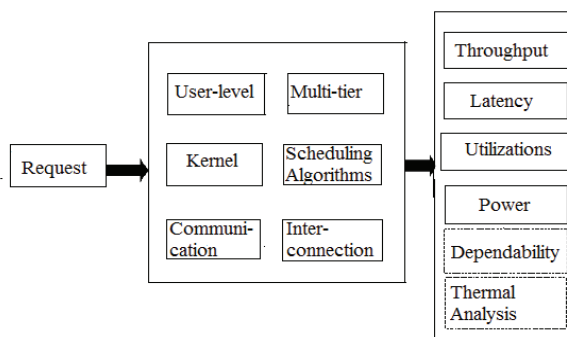 Request
User-level
Multi-tier
Kernel
Scheduling
Algorithms
Communi-
cation
Inter-
connection
Throughput
Latency
Utilizations
Power
Dependability
Thermal
Analysis